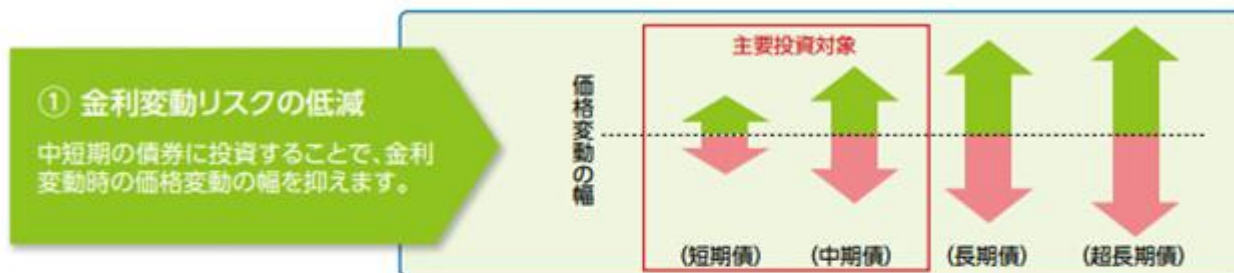 ① 金利変動リスクの低減
中短期の債券に投資することで、金利
変動時の価格変動の幅を抑えます。
主要投資対象
価格変動の幅
(短期債)
(中期債)
(長期債)
(超長期債)